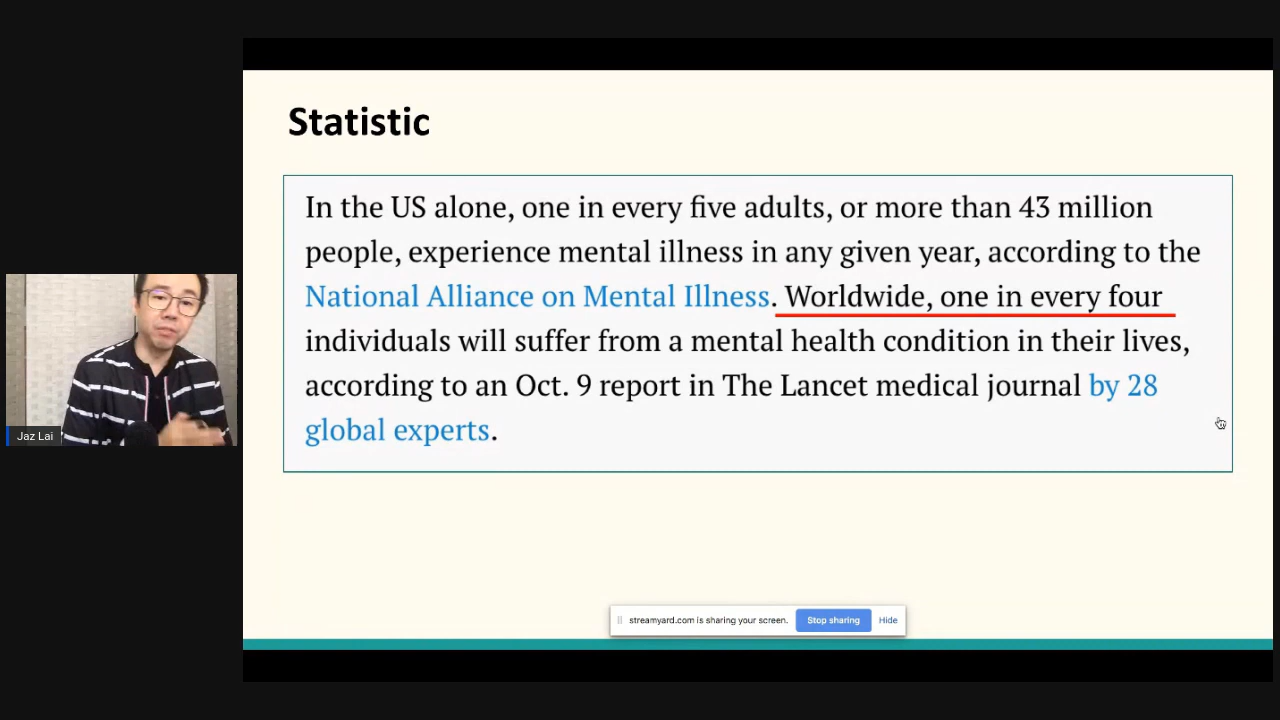 Statistic
In the US alone, one in every five adults, or more than 43 million
people, experience mental illness in any given year, according to the
National Alliance on Mental Illness. Worldwide, one in every four
individuals will suffer from a mental health condition in their lives,
according to an Oct. 9 report in The Lancet medical journal by 28
global experts.
Jaz Lai
streamyard.com is sharing your screen. Stop sharing Hide